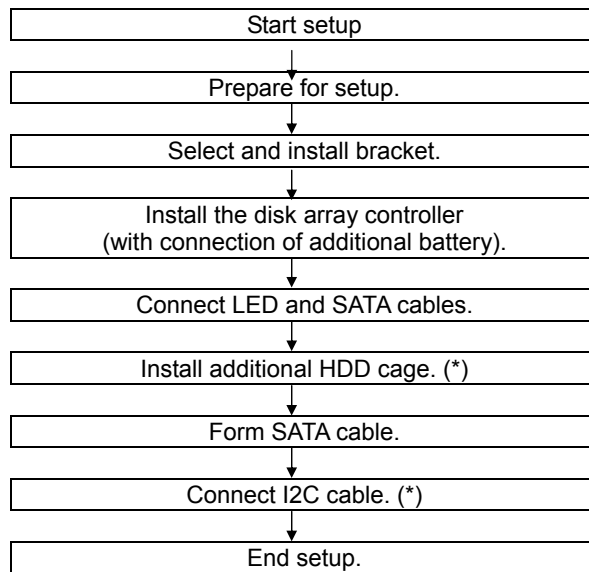 Start setup
Prepare for setup.
Select and install bracket.
Install the disk array controller
(with connection of additional battery).
Connect LED and SATA cables.
Install additional HDD cage. (*)
Form SATA cable.
Connect I2C cable. (*)
End setup.